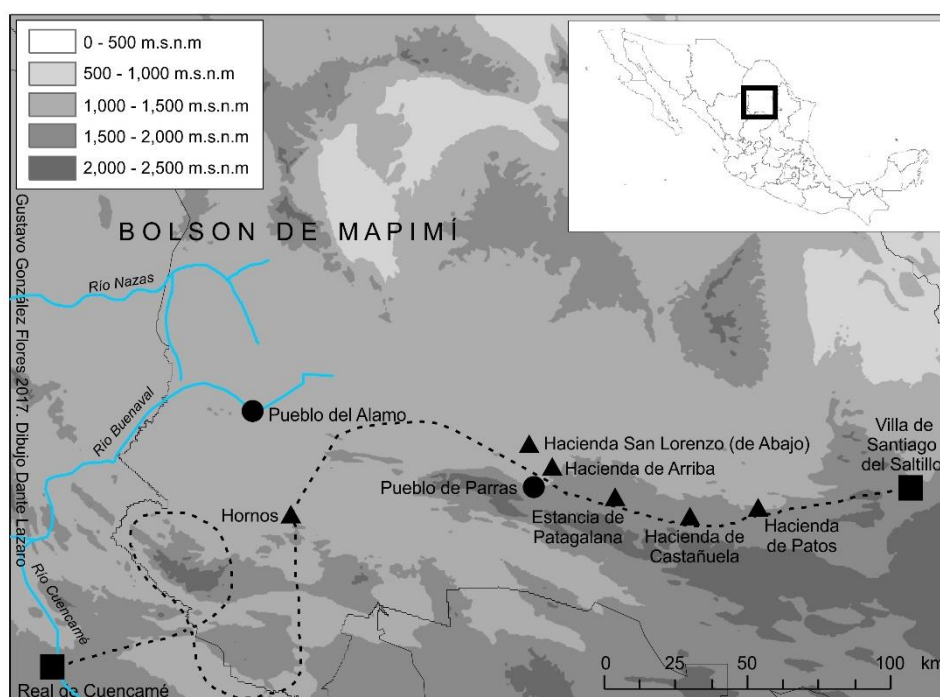 0 - 500 m.s.n.m
500 - 1,000 m.s.n.m
1,000 - 1,500 m.s.n.m
1,500 - 2,000 m.s.n.m
2,000 - 2,500 m.s.n.m
Gustavo González Flores 2017. Dibujo Dante Lazaro
BOLSON DE MAPIMÍ
Río Nazas
Río Buenaval
Pueblo del Alamo
Hacienda San Lorenzo (de Abajo)
Hacienda de Arriba
Villa de
Santiago
del Saltillo
Pueblo de Parras
Hornos
Estancia de
Patagalana
Hacienda de
Castañuela
Hacienda
de Patos
Río Cuencamé
Real de Cuencamé
0 25 50 100 km